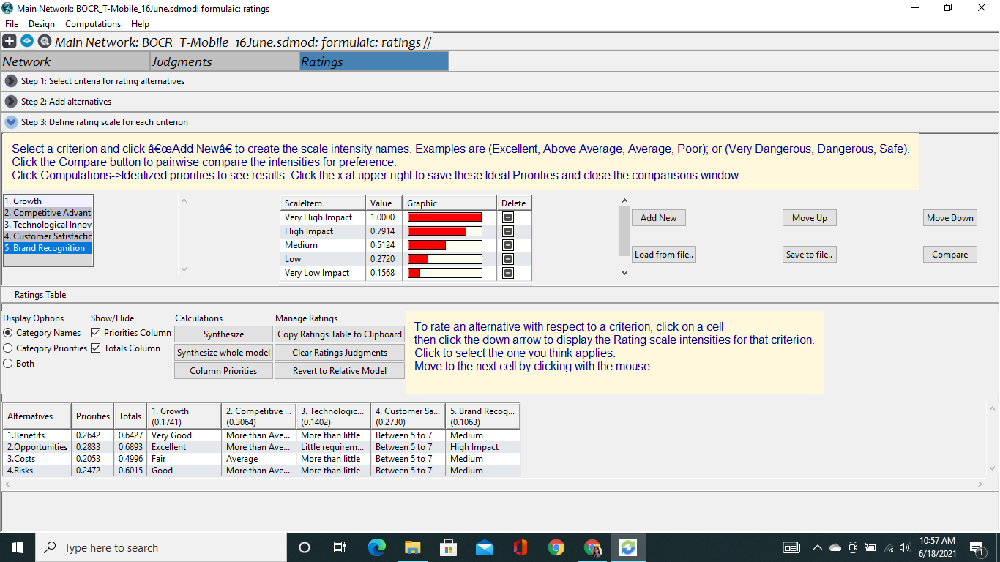 Main Network: BOCR_T-Mobile_16June.sdmod: formulaic: ratings
File Design Computations Help
Main Network: BOCR_T-Mobile_16June.sdmod: formulaic: ratings //
Network Judgments Ratings
Step 1: Select criteria for rating alternatives
Step 2: Add alternatives
Step 3: Define rating scale for each criterion
Select a criterion and click â€œAdd Newâ€ to create the scale intensity names. Examples are (Excellent, Above Average, Average, Poor); or (Very Dangerous, Dangerous, Safe).
Click the Compare button to pairwise compare the intensities for preference.
Click Computations->Idealized priorities to see results. Click the x at upper right to save these Ideal Priorities and close the comparisons window.
1. Growth
2. Competitive Advanta
3. Technological Innov
4. Customer Satisfactio
5. Brand Recognition
ScaleItem Value Graphic Delete
Very High Impact 1.0000
High Impact 0.7914
Medium 0.5124
Low 0.2720
Very Low Impact 0.1568
Add New Move Up Move Down
Load from file.. Save to file.. Compare
Ratings Table
Display Options Show/Hide Calculations Manage Ratings
Category Names Priorities Column Synthesize Copy Ratings Table to Clipboard
Category Priorities Totals Column Synthesize whole model Clear Ratings Judgments
Both Column Priorities Revert to Relative Model
To rate an alternative with respect to a criterion, click on a cell
then click the down arrow to display the Rating scale intensities for that criterion.
Click to select the one you think applies.
Move to the next cell by clicking with the mouse.
Alternatives Priorities Totals 1. Growth (0.1741) 2. Competitive ... (0.3064) 3. Technologic... (0.1402) 4. Customer Sa... (0.2730) 5. Brand Recog... (0.1063)
1.Benefits 0.2642 0.6427 Very Good More than Ave... More than little Between 5 to 7 Medium
2.Opportunities 0.2833 0.6893 Excellent More than Ave... Little requirem... Between 5 to 7 High Impact
3.Costs 0.2053 0.4996 Fair Average More than little Between 5 to 7 Medium
4.Risks 0.2472 0.6015 Good More than Ave... More than little Between 5 to 7 Medium
Type here to search
10:57 AM
6/18/2021
1